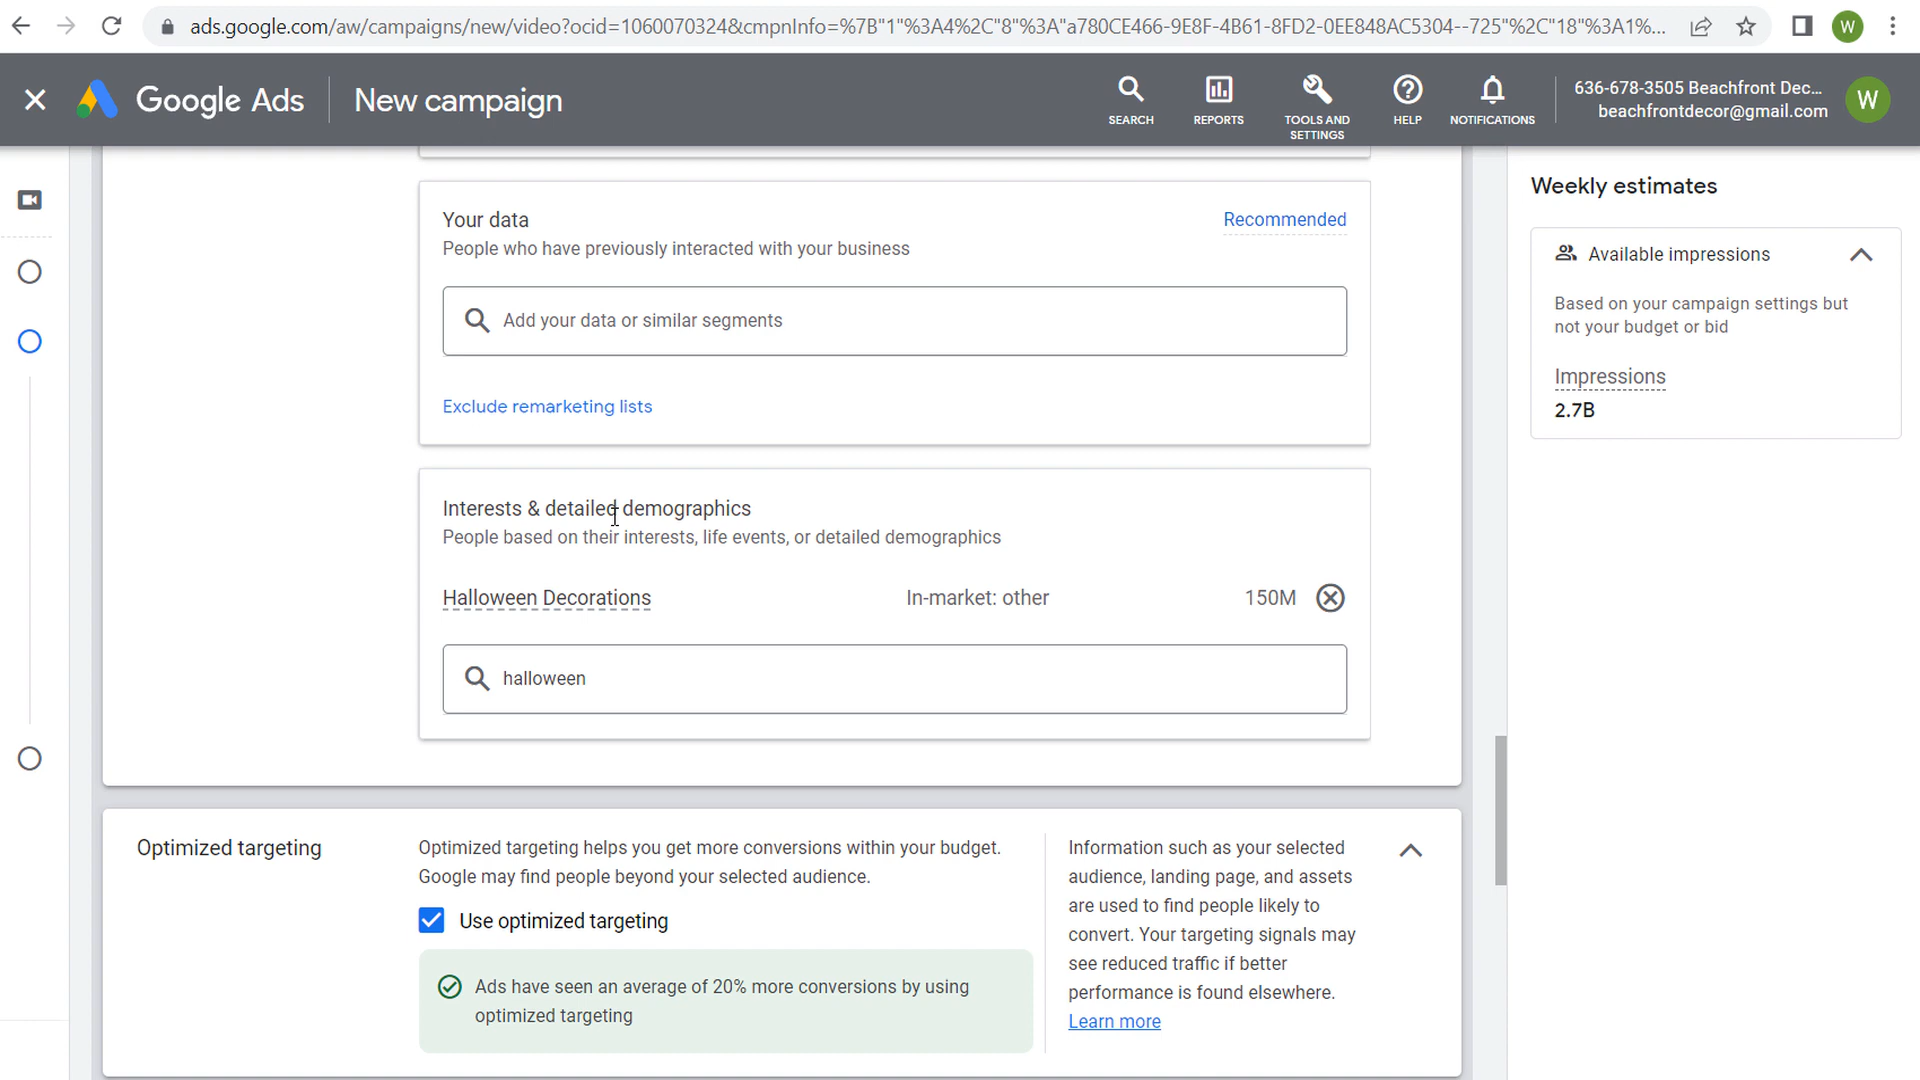 ads.google.com/aw/campaigns/new/video?ocid=1060070324&cmpnInfo=%7B"1"%3A4%2C"8"%3A"a780CE466-9E8F-4B61-8FD2-0EE848AC5304--725"%2C"18"%3A1%...
W
Google Ads
New campaign
SEARCH
REPORTS
TOOLS AND
SETTINGS
HELP
NOTIFICATIONS
636-678-3505 Beachfront Dec...
beachfrontdecor@gmail.com
W
Your data
Recommended
People who have previously interacted with your business
Add your data or similar segments
Exclude remarketing lists
Interests & detailed demographics
People based on their interests, life events, or detailed demographics
Halloween Decorations
In-market: other
150M
halloween
Optimized targeting
Optimized targeting helps you get more conversions within your budget.
Google may find people beyond your selected audience.
Use optimized targeting
Ads have seen an average of 20% more conversions by using
optimized targeting
Information such as your selected
audience, landing page, and assets
are used to find people likely to
convert. Your targeting signals may
see reduced traffic if better
performance is found elsewhere.
Learn more
Weekly estimates
Available impressions
Based on your campaign settings but
not your budget or bid
Impressions
2.7B